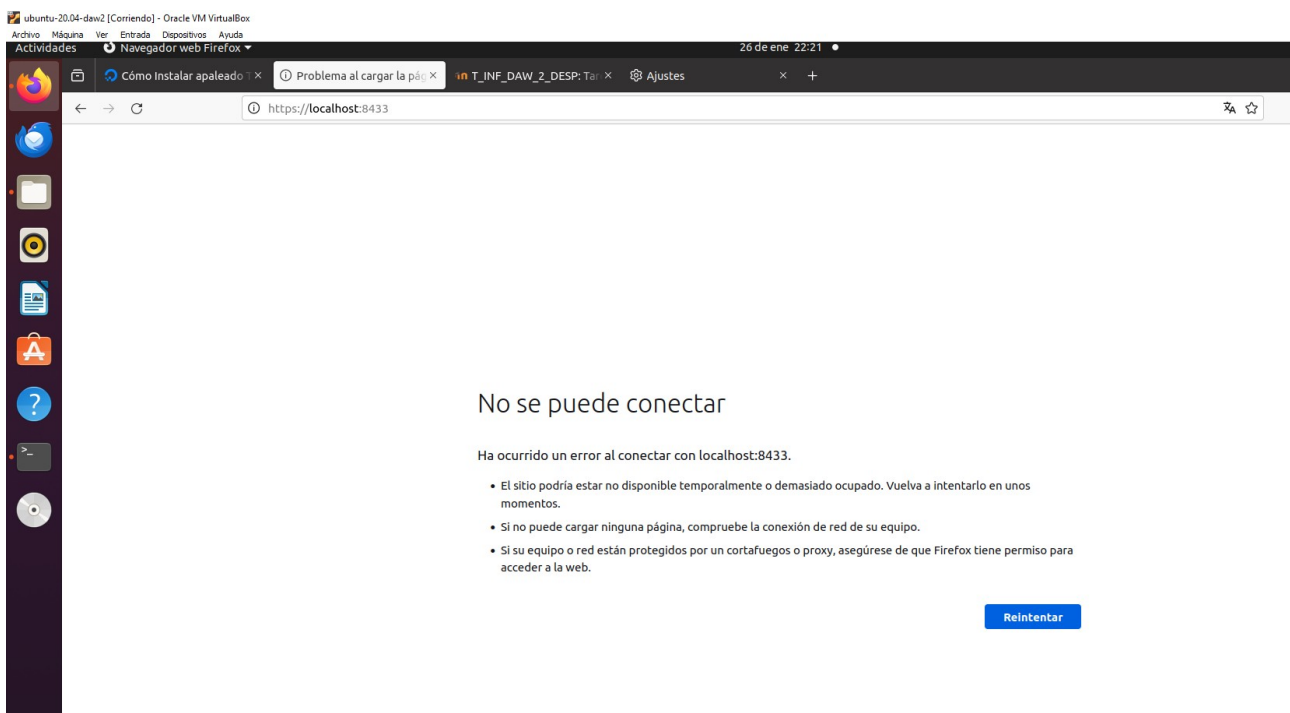 ubuntu-20.04-daw2 [Corriendo] - Oracle VM VirtualBox
Archivo Máquina Ver Entrada Dispositivos Ayuda
Actividades Navegador web Firefox 26 de ene 22:21
Cómo Instalar apaleado T Problema al cargar la pág T_INF_DAW_2_DESP: Tar Ajustes
https://localhost:8433
No se puede conectar
Ha ocurrido un error al conectar con localhost:8433.
• El sitio podría estar no disponible temporalmente o demasiado ocupado. Vuelva a intentarlo en unos
momentos.
• Si no puede cargar ninguna página, compruebe la conexión de red de su equipo.
• Si su equipo o red están protegidos por un cortafuegos o proxy, asegúrese de que Firefox tiene permiso para
acceder a la web.
Reintentar